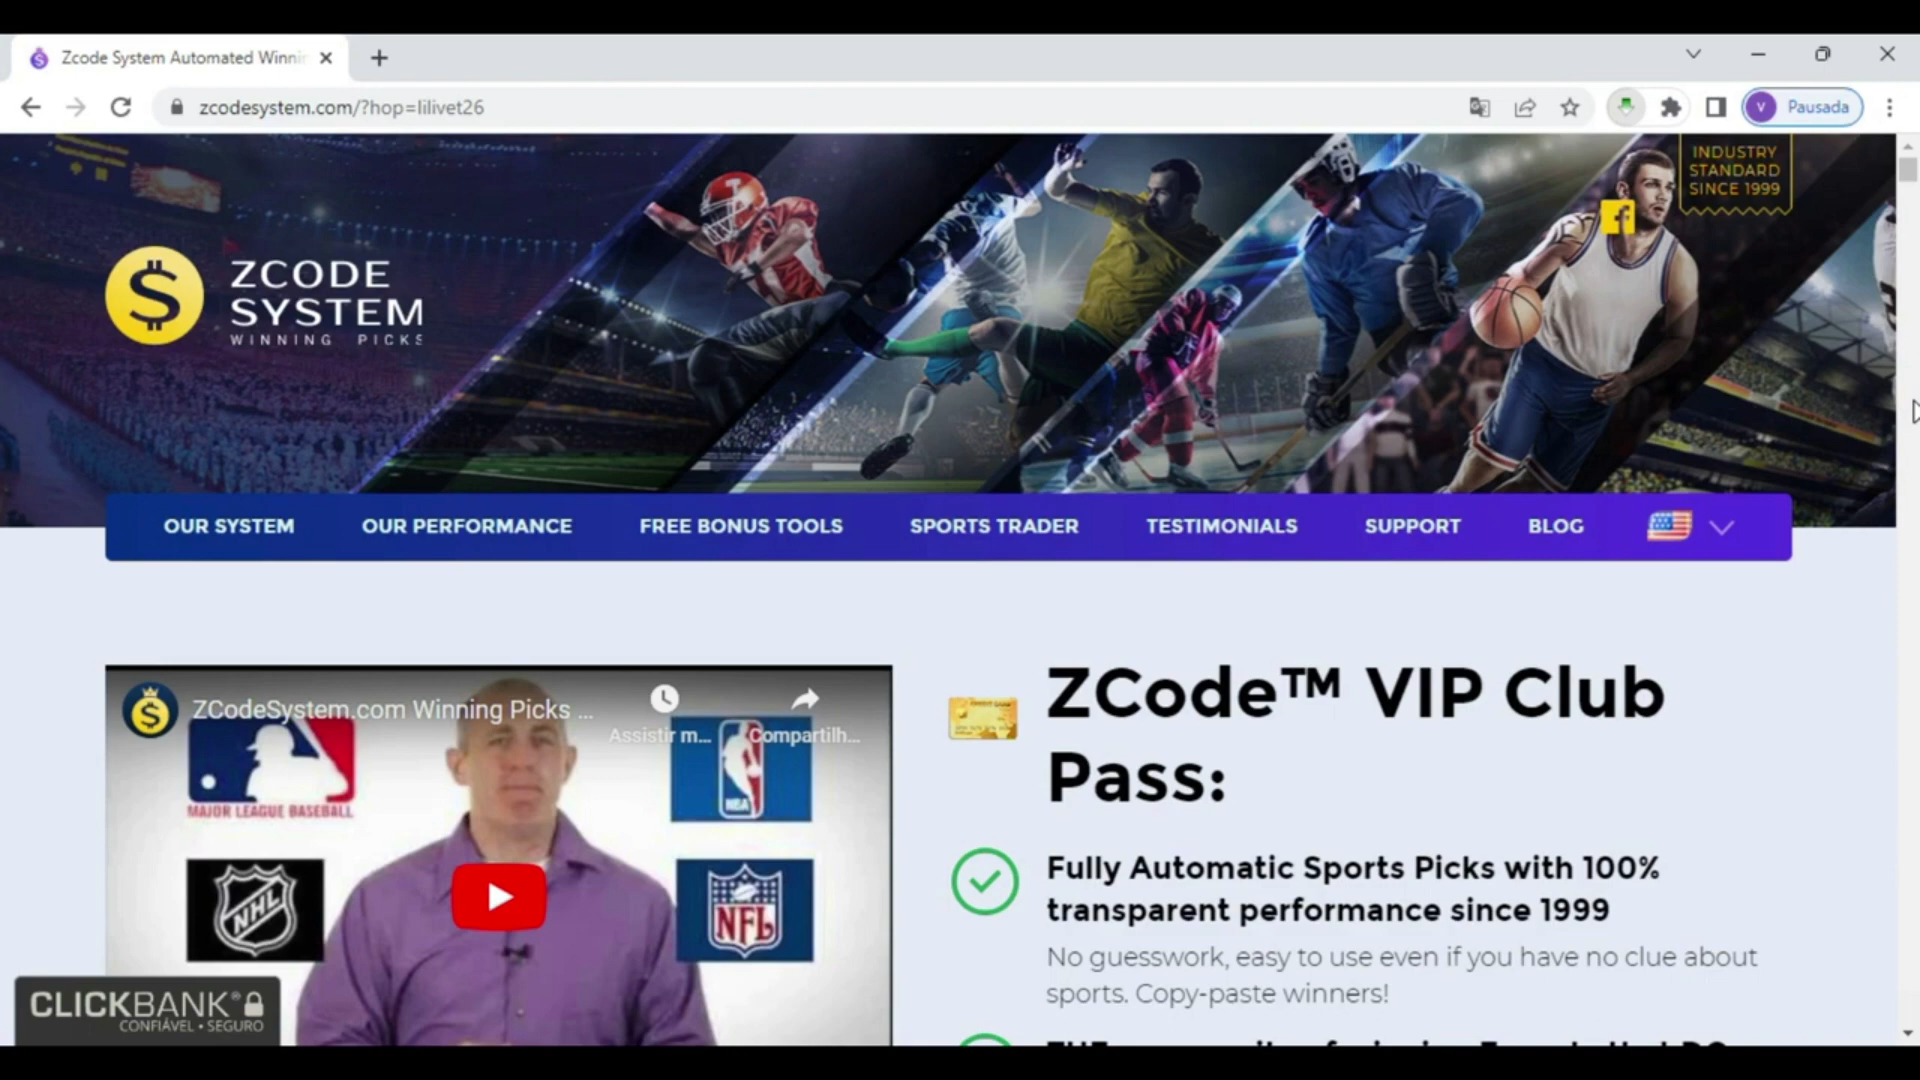 Zcode System Automated Winnin
zcodesystem.com/?hop=lilivet26
V
Pausada
INDUSTRY
STANDARD
SINCE 1999
ZCODE
SYSTEM
WINNING PICKS
OUR SYSTEM
OUR PERFORMANCE
FREE BONUS TOOLS
SPORTS TRADER
TESTIMONIALS
SUPPORT
BLOG
ZCodeSystem.com Winning Picks ...
Assistir m...
Compartilh...
MAJOR LEAGUE BASEBALL
NBA
NHL
NFL
CLICKBANK®
CONFIÁVEL • SEGURO
ZCode™ VIP Club
Pass:
Fully Automatic Sports Picks with 100%
transparent performance since 1999
No guesswork, easy to use even if you have no clue about
sports. Copy-paste winners!